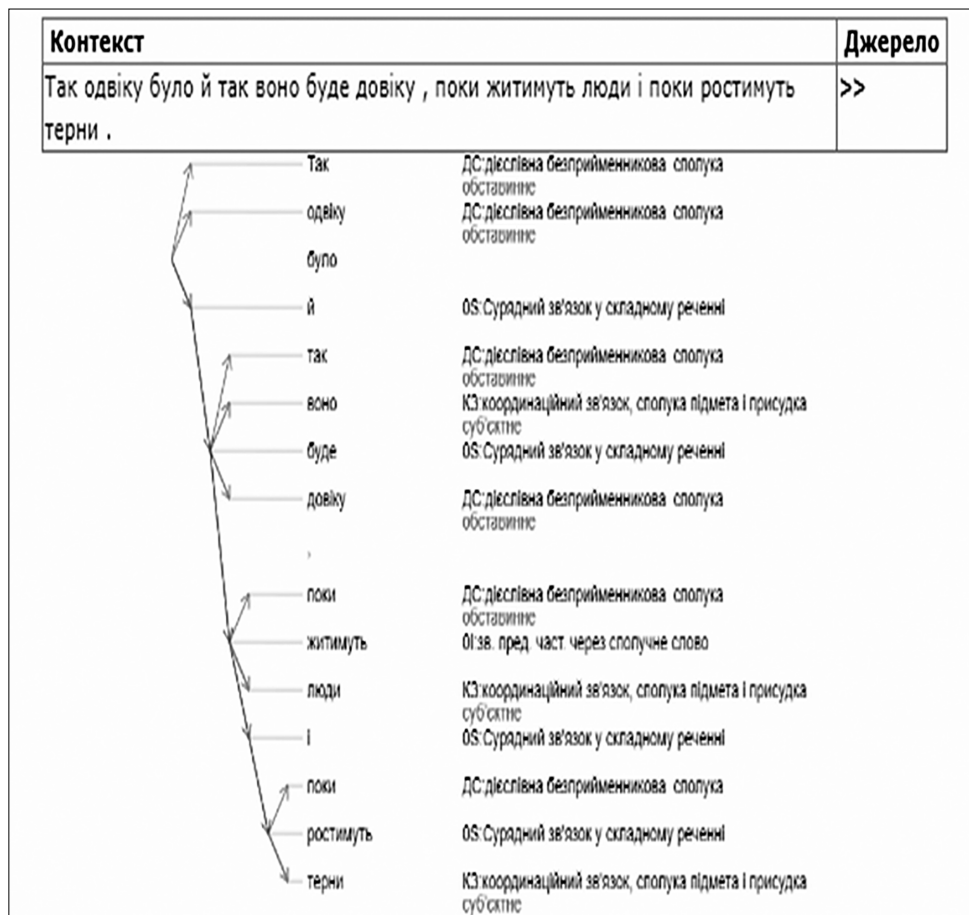 Контекст Джерело
Так одвіку було й так воно буде довіку , поки житимуть люди і поки ростимуть >>
терни .
Так ДС:дієслівна безприйменникова сполука
обставинне
одвіку ДС:дієслівна безприйменникова сполука
обставинне
було
й 0S:Сурядний зв'язок у складному реченні
так ДС:дієслівна безприйменникова сполука
обставинне
воно КЗ:координаційний зв'язок, сполука підмета і присудка
суб'єктне
буде 0S:Сурядний зв'язок у складному реченні
довіку ДС:дієслівна безприйменникова сполука
обставинне
,
поки ДС:дієслівна безприйменникова сполука
обставинне
житимуть 0І:зв. пред. част. через сполучне слово
люди КЗ:координаційний зв'язок, сполука підмета і присудка
суб'єктне
і 0S:Сурядний зв'язок у складному реченні
поки ДС:дієслівна безприйменникова сполука
ростимуть 0S:Сурядний зв'язок у складному реченні
терни КЗ:координаційний зв'язок, сполука підмета і присудка
суб'єктне